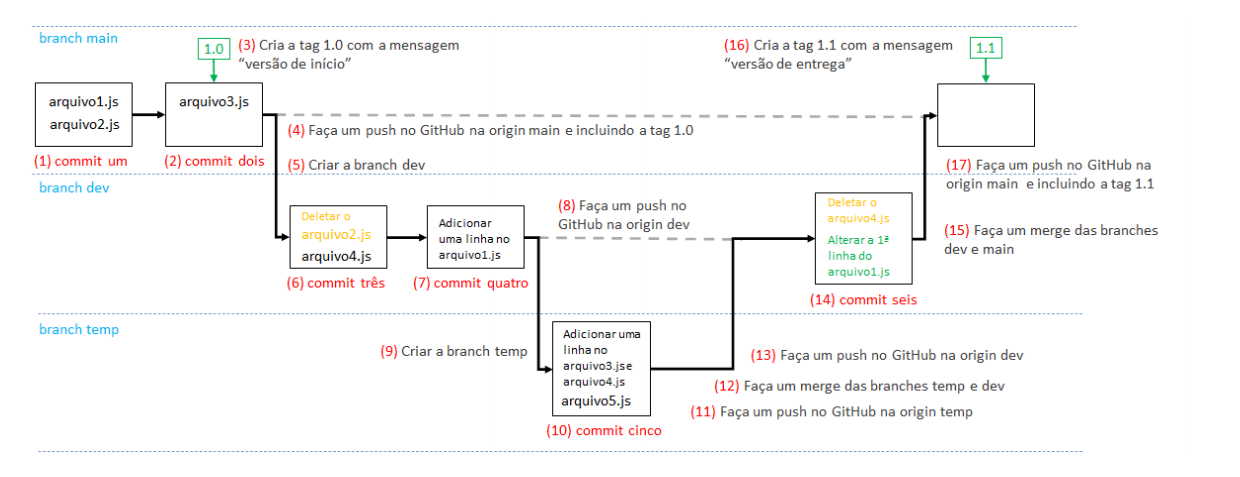 branch main
1.0
(3) Cria a tag 1.0 com a mensagem
“versão de início”
(16) Cria a tag 1.1 com a mensagem
“versão de entrega”
1.1
arquivo1.js
arquivo2.js
arquivo3.js
(4) Faça um push no GitHub na origin main e incluindo a tag 1.0
(1) commit um
(2) commit dois
(5) Criar a branch dev
(17) Faça um push no GitHub na
origin main e incluindo a tag 1.1
branch dev
Deletar o
arquivo2.js
arquivo4.js
Adicionar
uma linha no
arquivo1.js
(8) Faça um push no
GitHub na origin dev
Deletar o
arquivo4.js
Alterar a 1ª
linha do
arquivo1.js
(15) Faça um merge das branches
dev e main
(6) commit três
(7) commit quatro
(14) commit seis
branch temp
(9) Criar a branch temp
Adicionar uma
linha no
arquivo3.jse
arquivo4.js
arquivo5.js
(13) Faça um push no GitHub na origin dev
(12) Faça um merge das branches temp e dev
(11) Faça um push no GitHub na origin temp
(10) commit cinco